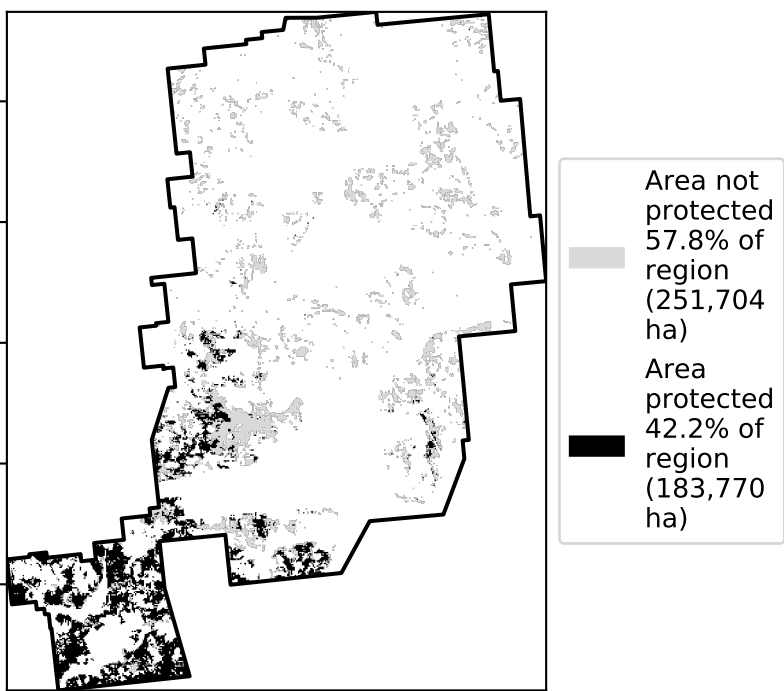 Area not
protected
57.8% of
region
(251,704
ha)
Area
protected
42.2% of
region
(183,770
ha)